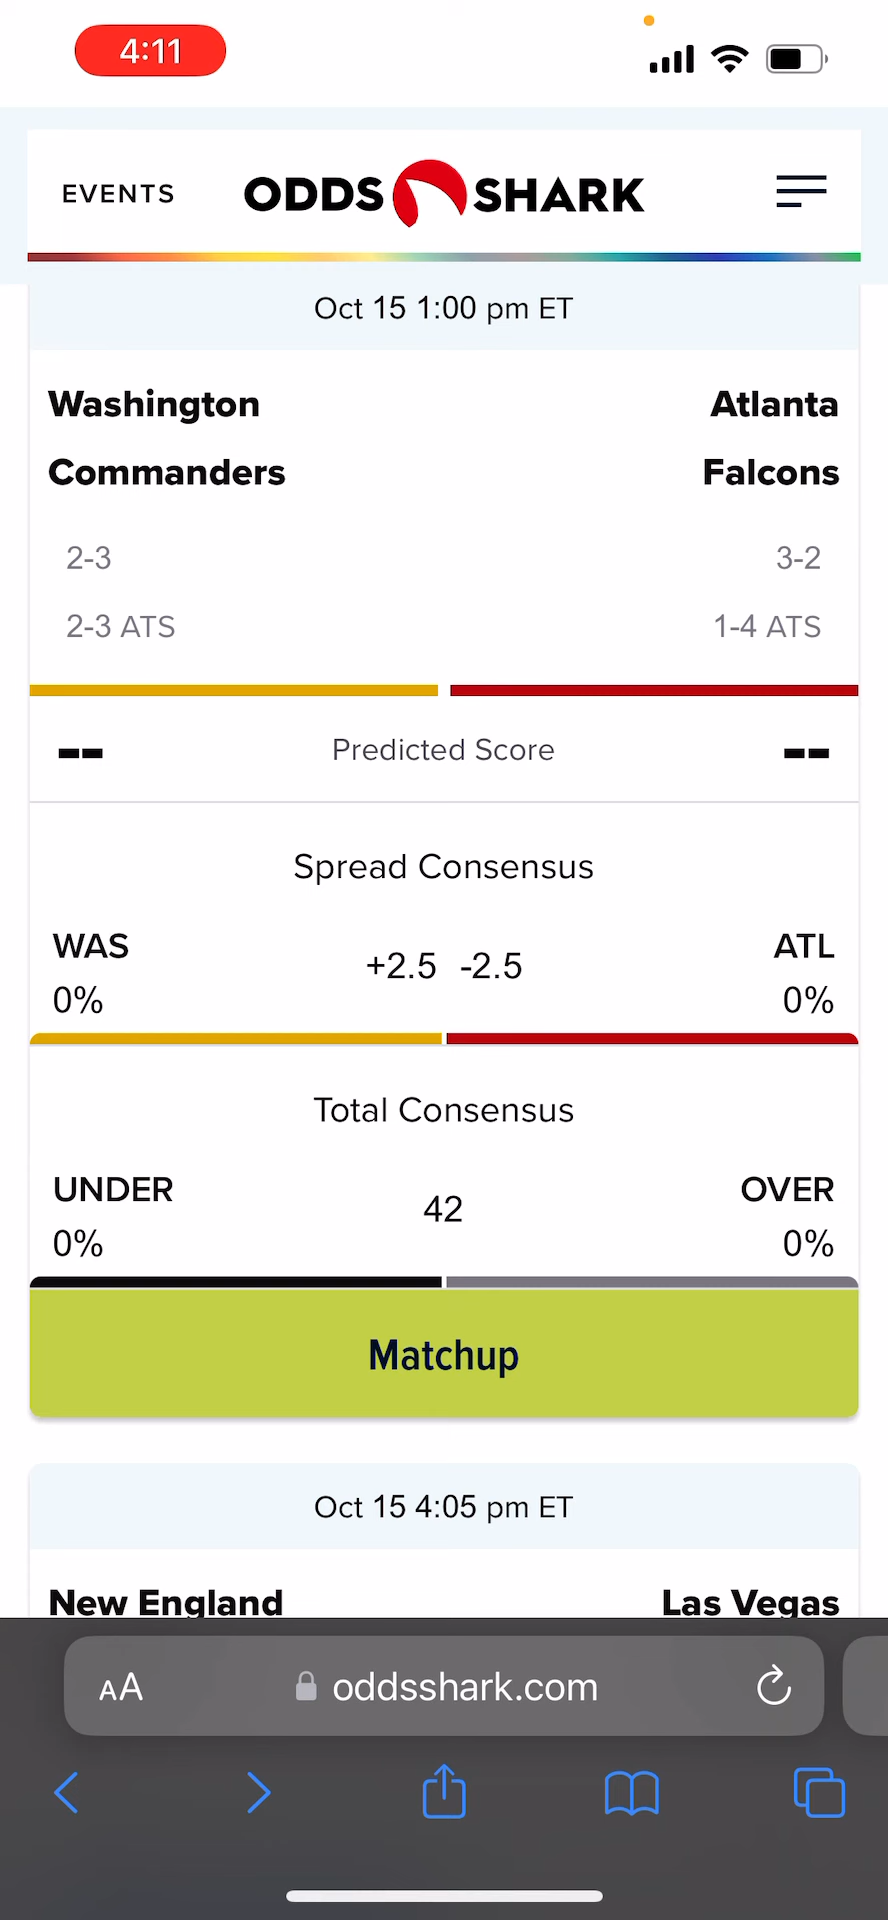 4:11
EVENTS ODDS SHARK
Oct 15 1:00 pm ET
Washington Atlanta
Commanders Falcons
2-3 3-2
2-3 ATS 1-4 ATS
-- Predicted Score --
Spread Consensus
WAS +2.5 -2.5 ATL
0% 0%
Total Consensus
UNDER 42 OVER
0% 0%
Matchup
Oct 15 4:05 pm ET
New England Las Vegas
AA oddsshark.com